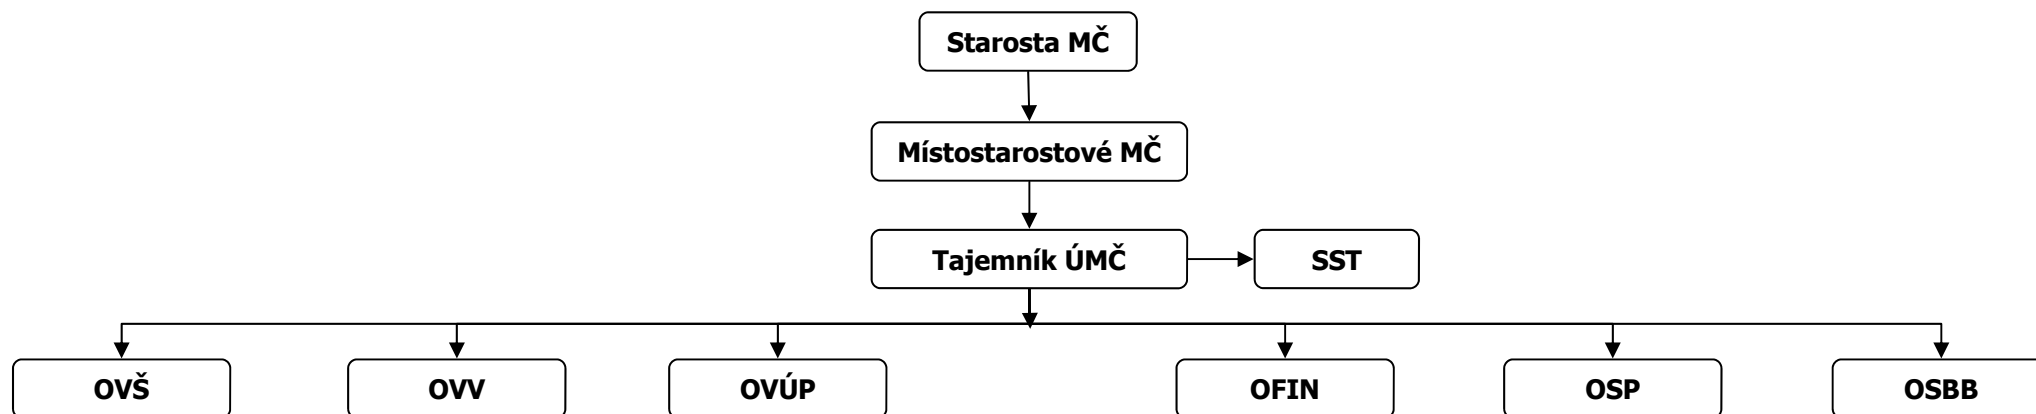 Starosta MČ
Místostarostové MČ
Tajemník ÚMČ
SST
OVŠ
OVV
OVÚP
OFIN
OSP
OSBB